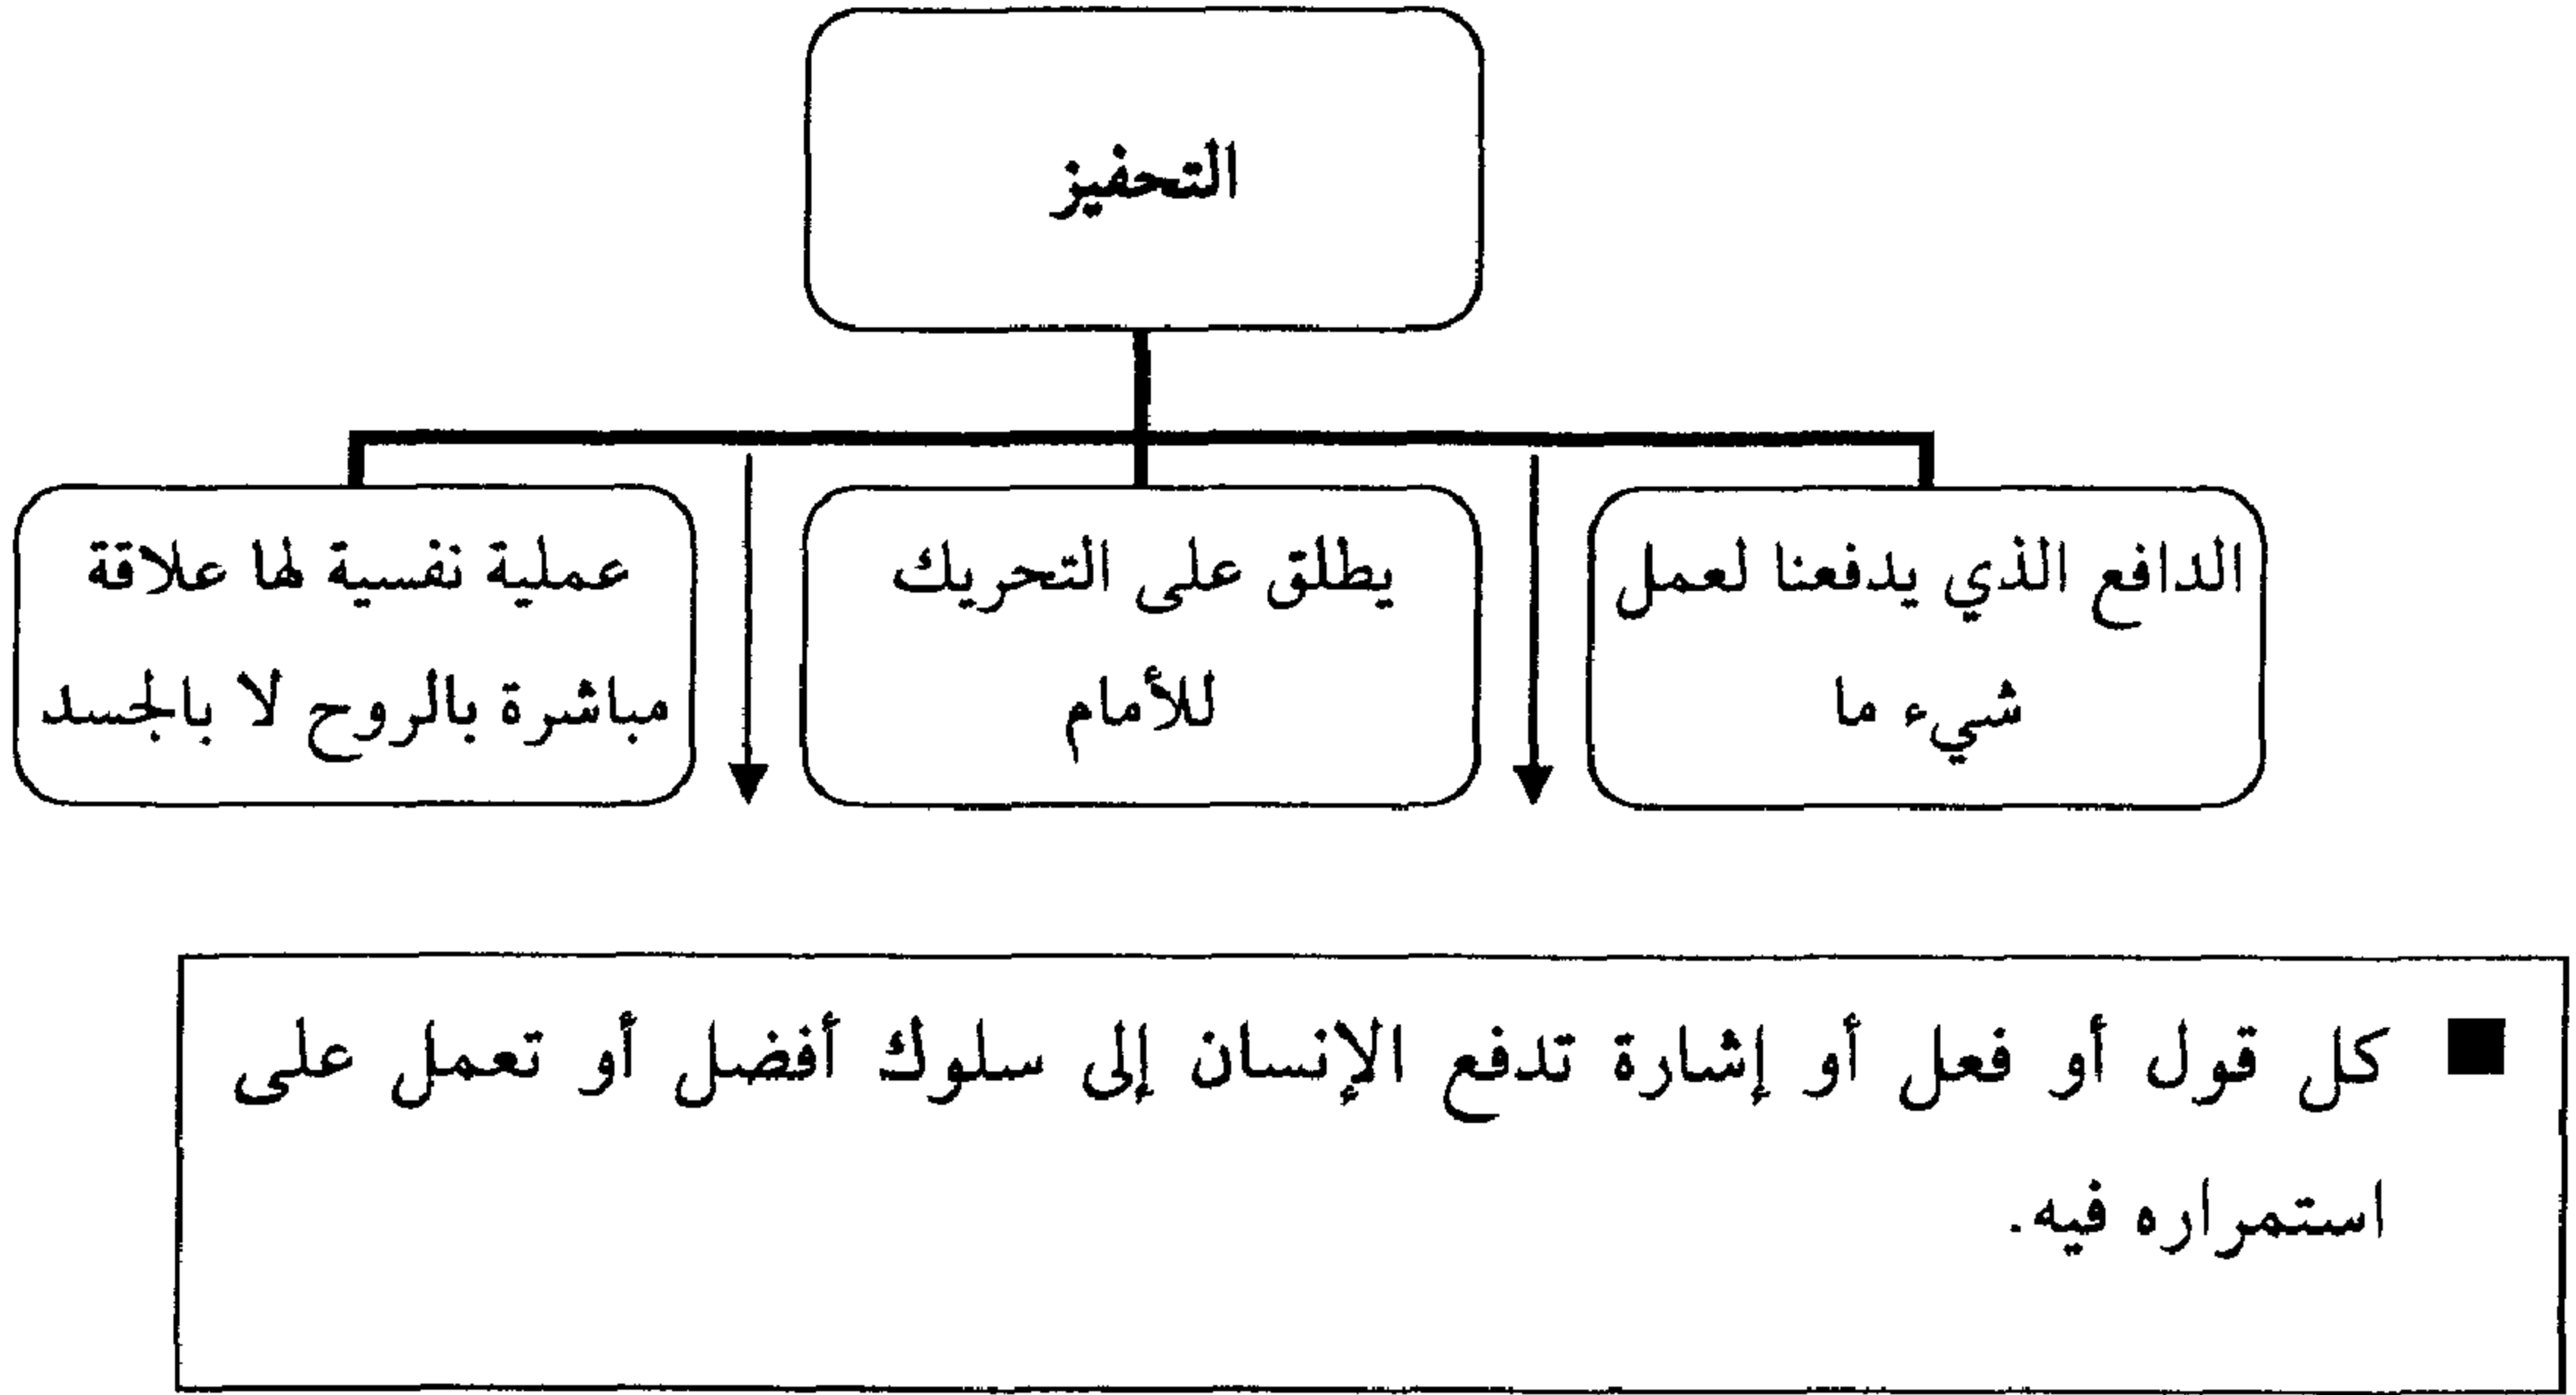 التحفيز
الدافع الذي يدفعنا لعمل
شيء ما
يطلق على التحريك
للأمام
عملية نفسية لها علاقة
مباشرة بالروح لا بالجسد
كل قول أو فعل أو إشارة تدفع الإنسان إلى سلوك أفضل أو تعمل على
استمراره فيه.